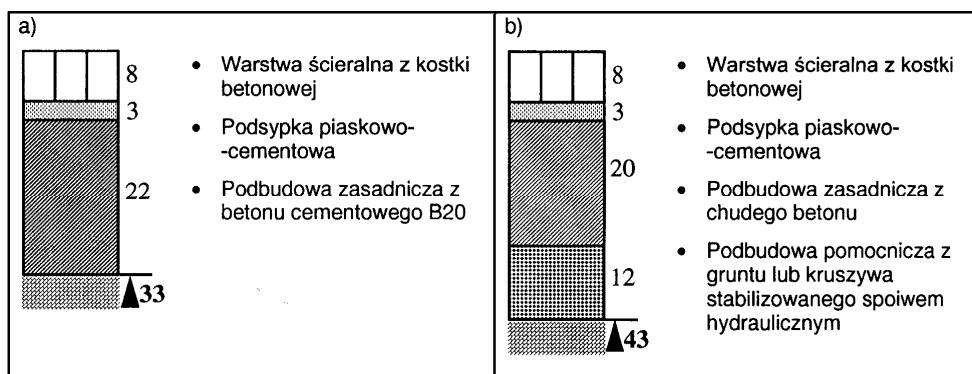 a)
8
3
22
33
• Warstwa ścieralna z kostki
betonowej
• Podsypka piaskowo-
-cementowa
• Podbudowa zasadnicza z
betonu cementowego B20
b)
8
3
20
12
43
• Warstwa ścieralna z kostki
betonowej
• Podsypka piaskowo-
-cementowa
• Podbudowa zasadnicza z
chudego betonu
• Podbudowa pomocnicza z
gruntu lub kruszywa
stabilizowanego spoiwem
hydraulicznym